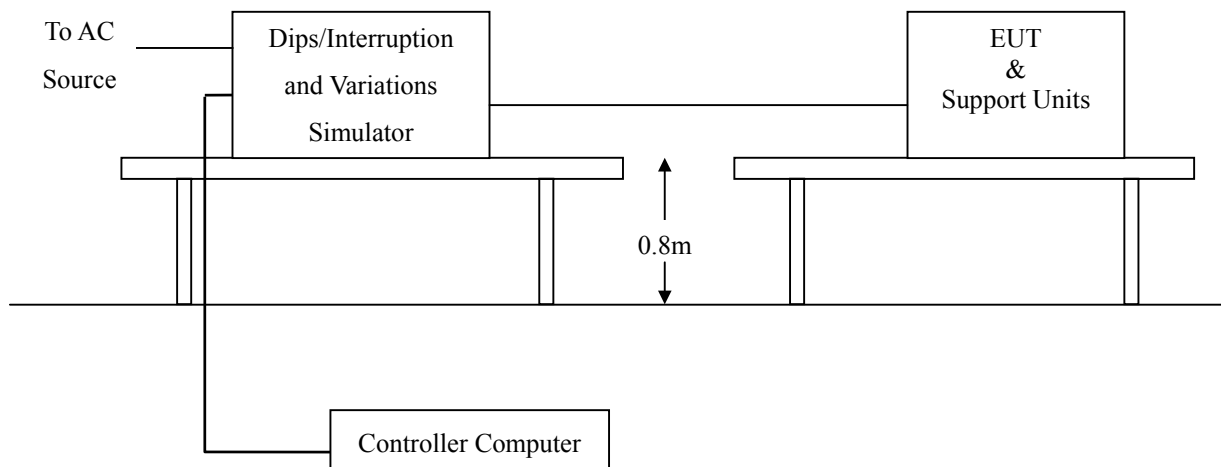 To AC
Source
Dips/Interruption
and Variations
Simulator
EUT
&
Support Units
0.8m
Controller Computer